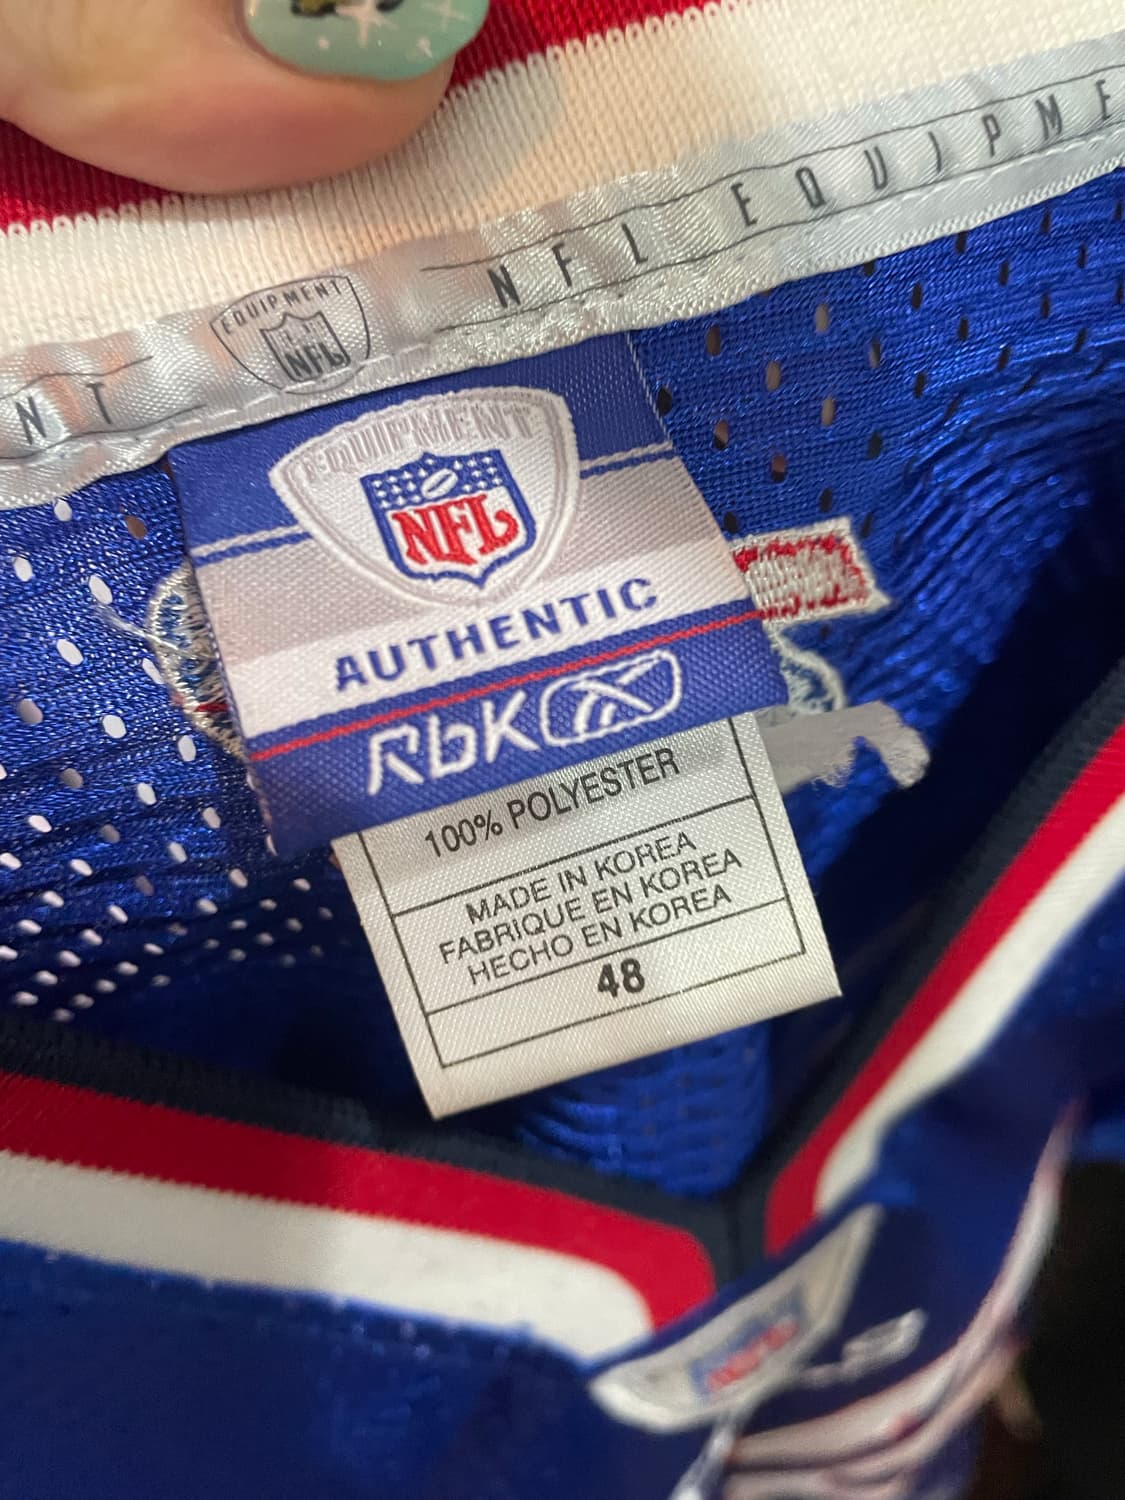 NFL EQUIPME
NT
EQUIPMENT
NFL
EQUIPMENT
NFL
AUTHENTIC
RbK
100% POLYESTER
MADE IN KOREA
FABRIQUE EN KOREA
HECHO EN KOREA
48